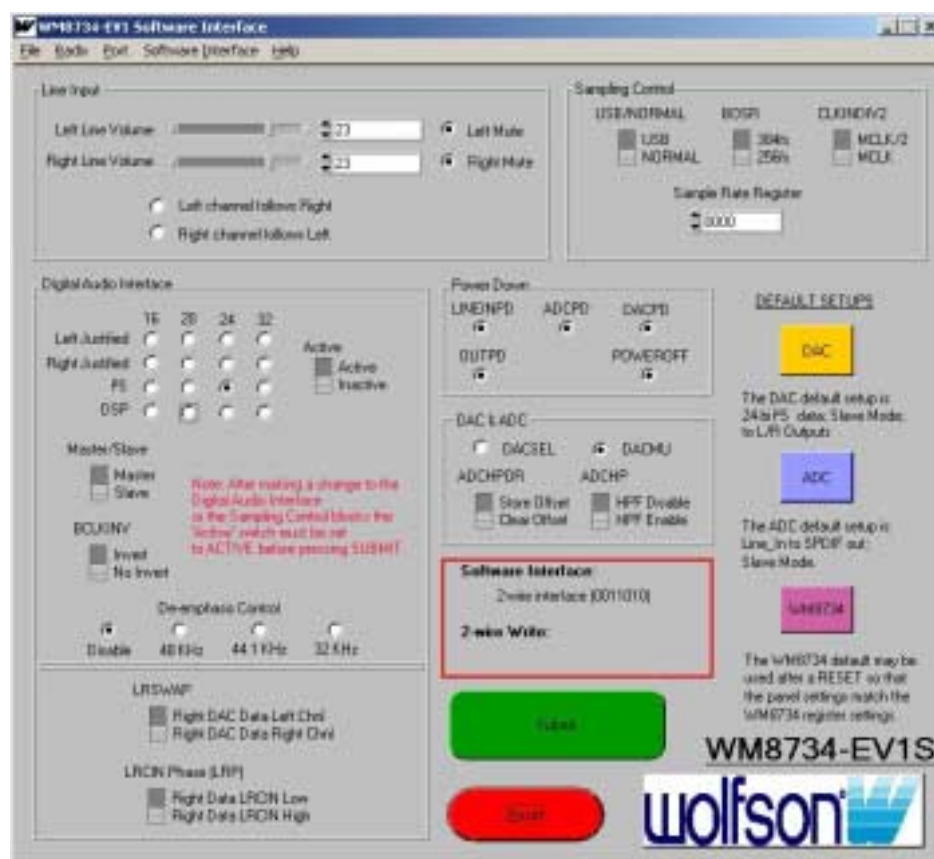 WM8734-EV1 Software Interface
File Radix Port Software Interface Help
Line Input
Left Line Volume 23 Left Mute
Right Line Volume 23 Right Mute
Left channel follows Right
Right channel follows Left
Sampling Control
USB/NORMAL BOSR CLKINDIV2
USB 384fs MCLK/2
NORMAL 256fs MCLK
Sample Rate Register
0000
Digital Audio Interface
16 20 24 32
Left Justified
Right Justified
I²S
DSP
Active
Active
Inactive
Master/Slave
Master
Slave
Note: After making a change to the
Digital Audio Interface
or the Sampling Control blocks the
'Active' switch must be set
to ACTIVE before pressing SUBMIT
BCLKINV
Invert
No Invert
De-emphasis Control
Disable 48 KHz 44.1 KHz 32 KHz
LRSWAP
Right DAC Data Left Chnl
Right DAC Data Right Chnl
LRCIN Phase (LRP)
Right Data LRCIN Low
Right Data LRCIN High
Power Down
LINEINPD ADCPD DACPD
OUTPD POWEROFF
DAC & ADC
DACSEL DACMU
ADCHPOR ADCHP
Store Offset HPF Disable
Clear Offset HPF Enable
Software Interface:
2-wire interface (0011010)
2-wire Write:
Submit
Reset
DEFAULT SETUPS
DAC
The DAC default setup is
24-bit I²S data; Slave Mode;
to L/R Outputs
ADC
The ADC default setup is
Line_In to SPDIF out;
Slave Mode.
WM8734
The WM8734 default may be
used after a RESET so that
the panel settings match the
WM8734 register settings.
WM8734-EV1S
wolfson